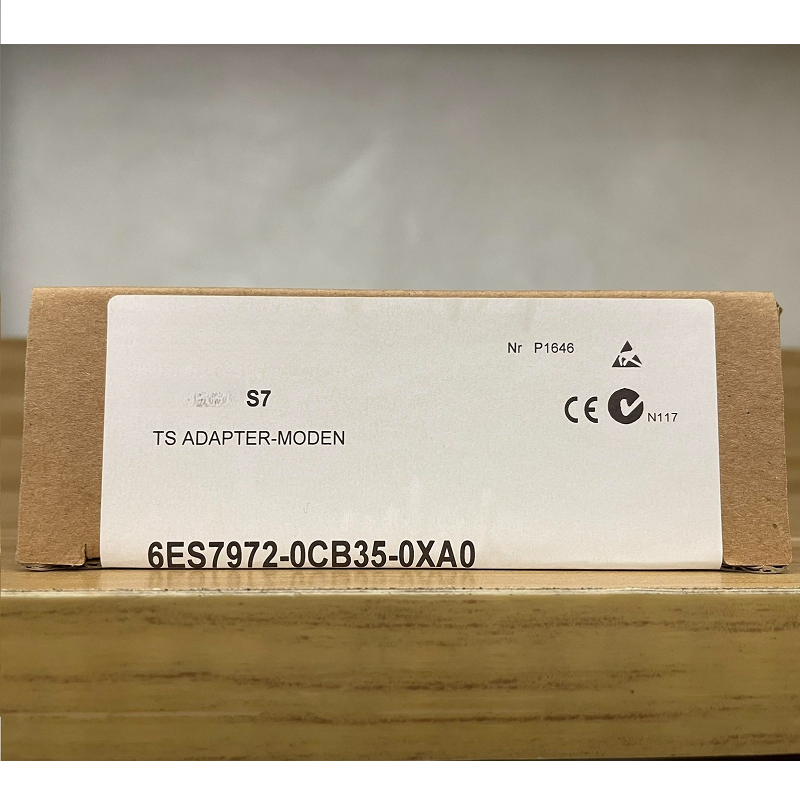 Nr P1646
S7
CE N117
TS ADAPTER-MODEN
6ES7972-0CB35-0XA0